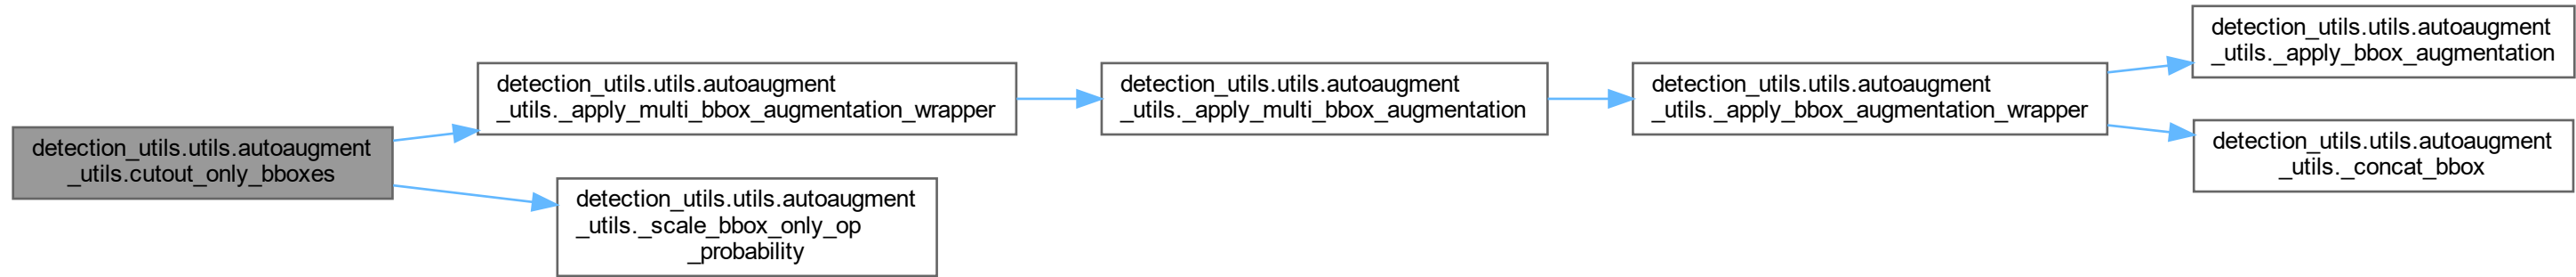 detection_utils.utils.autoaugment
_utils.cutout_only_bboxes
detection_utils.utils.autoaugment
_utils._apply_multi_bbox_augmentation_wrapper
detection_utils.utils.autoaugment
_utils._scale_bbox_only_op
_probability
detection_utils.utils.autoaugment
_utils._apply_multi_bbox_augmentation
detection_utils.utils.autoaugment
_utils._apply_bbox_augmentation_wrapper
detection_utils.utils.autoaugment
_utils._apply_bbox_augmentation
detection_utils.utils.autoaugment
_utils._concat_bbox